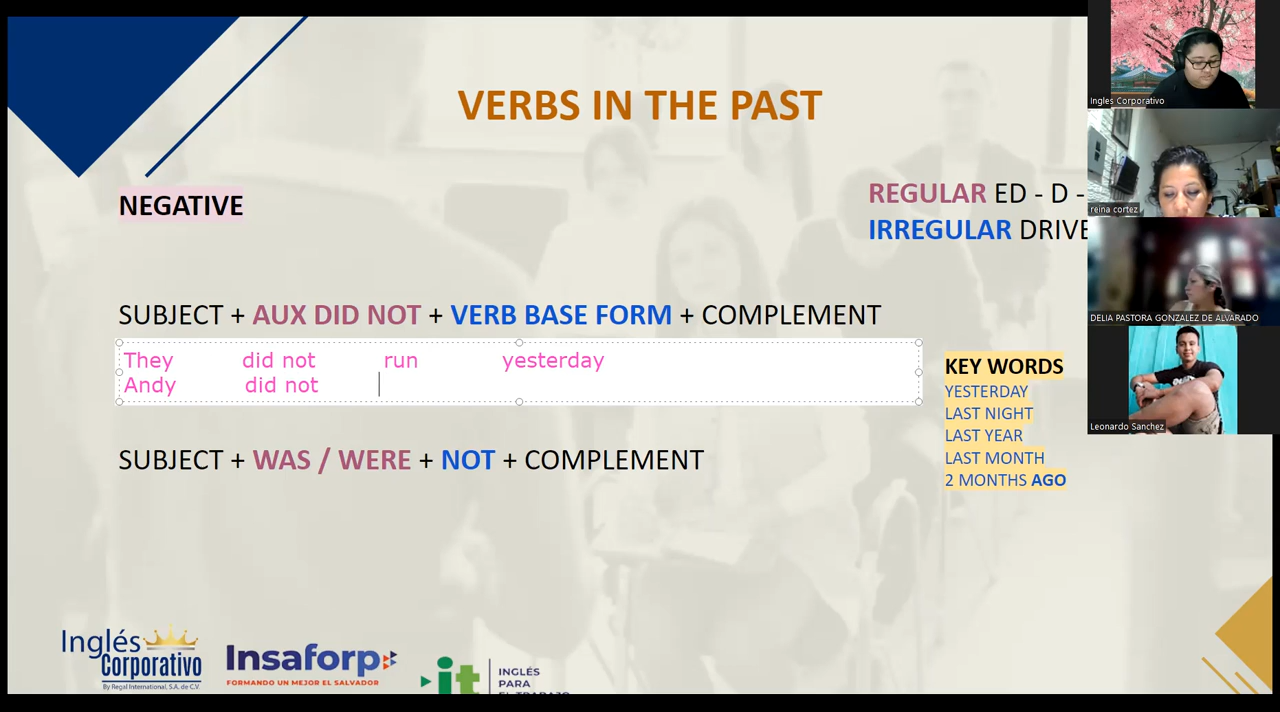 VERBS IN THE PAST
NEGATIVE
REGULAR ED - D -
IRREGULAR DRIVE
SUBJECT + AUX DID NOT + VERB BASE FORM + COMPLEMENT
They did not run yesterday
Andy did not
SUBJECT + WAS / WERE + NOT + COMPLEMENT
KEY WORDS
YESTERDAY
LAST NIGHT
LAST YEAR
LAST MONTH
2 MONTHS AGO
Ingles Corporativo
reina cortez
DELIA PASTORA GONZALEZ DE ALVARADO
Leonardo Sanchez
Inglés
Corporativo
By Regal International, S.A. de C.V.
Insaforp
FORMANDO UN MEJOR EL SALVADOR
it
INGLÉS
PARA
EL TRABAJO